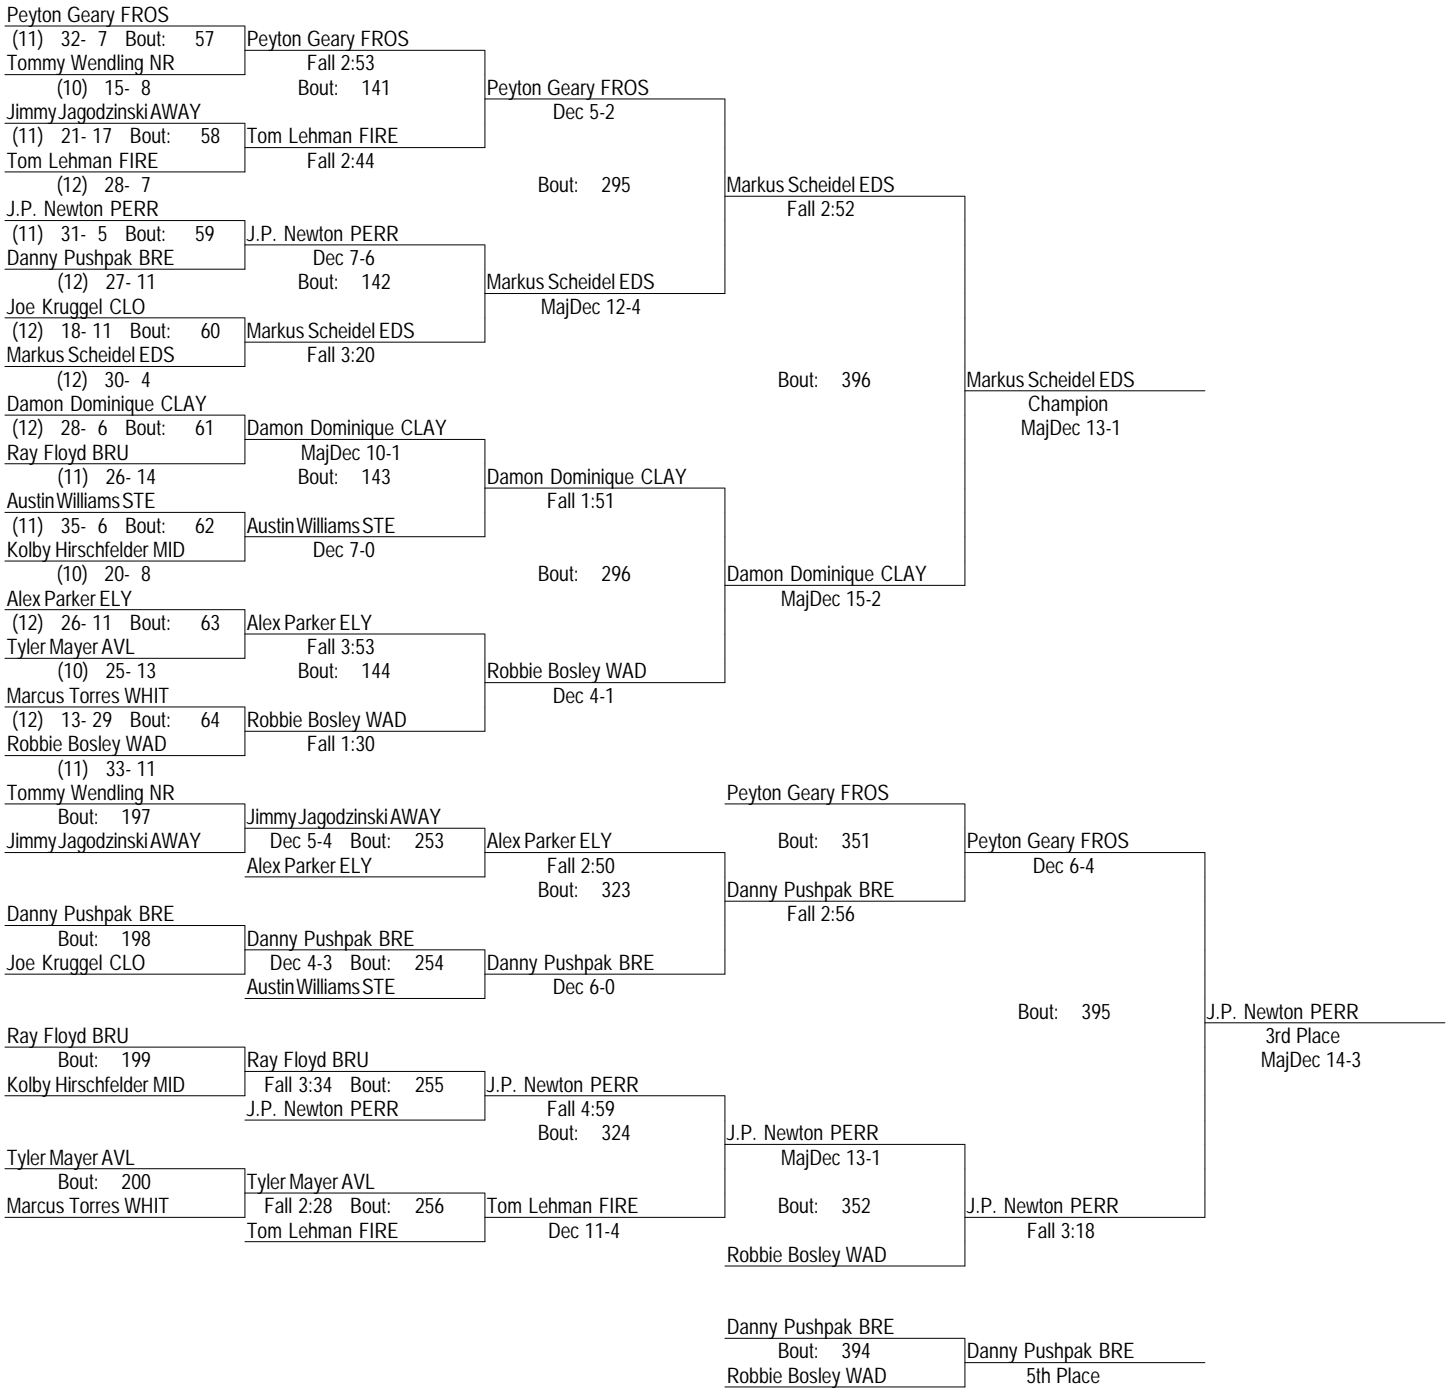 Peyton Geary FROS
(11) 32- 7 Bout: 57 Peyton Geary FROS
Tommy Wendling NR Fall 2:53
(10) 15- 8 Bout: 141 Peyton Geary FROS
Jimmy Jagodzinski AWAY Dec 5-2
(11) 21- 17 Bout: 58 Tom Lehman FIRE
Tom Lehman FIRE Fall 2:44
(12) 28- 7 Bout: 295 Markus Scheidel EDS
J.P. Newton PERR Fall 2:52
(11) 31- 5 Bout: 59 J.P. Newton PERR
Danny Pushpak BRE Dec 7-6
(12) 27- 11 Bout: 142 Markus Scheidel EDS
Joe Kruggel CLO MajDec 12-4
(12) 18- 11 Bout: 60 Markus Scheidel EDS
Markus Scheidel EDS Fall 3:20
(12) 30- 4 Bout: 396 Markus Scheidel EDS
Damon Dominique CLAY Champion
(12) 28- 6 Bout: 61 Damon Dominique CLAY MajDec 13-1
Ray Floyd BRU MajDec 10-1
(11) 26- 14 Bout: 143 Damon Dominique CLAY
Austin Williams STE Fall 1:51
(11) 35- 6 Bout: 62 Austin Williams STE
Kolby Hirschfelder MID Dec 7-0
(10) 20- 8 Bout: 296 Damon Dominique CLAY
Alex Parker ELY MajDec 15-2
(12) 26- 11 Bout: 63 Alex Parker ELY
Tyler Mayer AVL Fall 3:53
(10) 25- 13 Bout: 144 Robbie Bosley WAD
Marcus Torres WHIT Dec 4-1
(12) 13- 29 Bout: 64 Robbie Bosley WAD
Robbie Bosley WAD Fall 1:30
(11) 33- 11
Tommy Wendling NR Peyton Geary FROS
Bout: 197 Jimmy Jagodzinski AWAY
Jimmy Jagodzinski AWAY Dec 5-4 Bout: 253 Alex Parker ELY Bout: 351 Peyton Geary FROS
Alex Parker ELY Fall 2:50 Dec 6-4
Bout: 323 Danny Pushpak BRE
Danny Pushpak BRE Fall 2:56
Bout: 198 Danny Pushpak BRE
Joe Kruggel CLO Dec 4-3 Bout: 254 Danny Pushpak BRE
Austin Williams STE Dec 6-0
Bout: 395 J.P. Newton PERR
Ray Floyd BRU 3rd Place
Bout: 199 Ray Floyd BRU MajDec 14-3
Kolby Hirschfelder MID Fall 3:34 Bout: 255 J.P. Newton PERR
J.P. Newton PERR Fall 4:59
Bout: 324 J.P. Newton PERR
Tyler Mayer AVL MajDec 13-1
Bout: 200 Tyler Mayer AVL
Marcus Torres WHIT Fall 2:28 Bout: 256 Tom Lehman FIRE Bout: 352 J.P. Newton PERR
Tom Lehman FIRE Dec 11-4 Fall 3:18
Robbie Bosley WAD
Danny Pushpak BRE
Bout: 394 Danny Pushpak BRE
Robbie Bosley WAD 5th Place